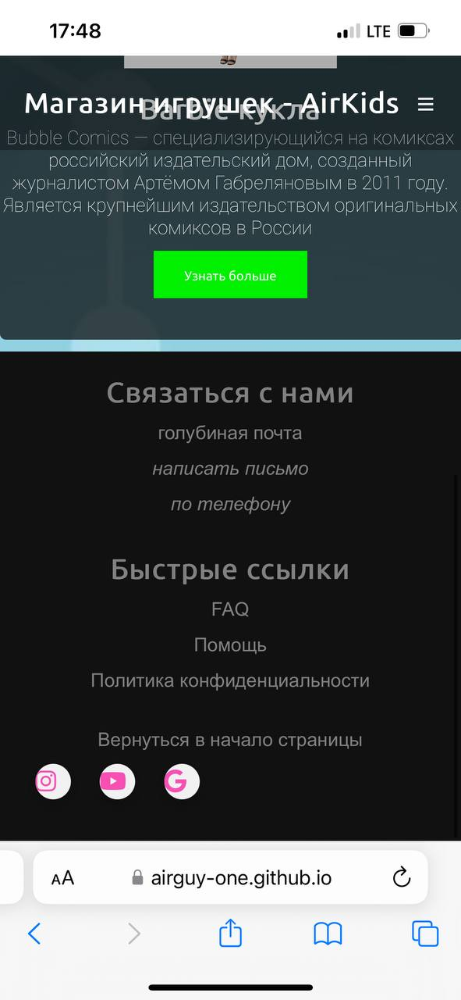 17:48
LTE
Магазин игрушек - AirKids
Barbie кукла
Bubble Comics — специализирующийся на комиксах
российский издательский дом, созданный
журналистом Артёмом Габреляновым в 2011 году.
Является крупнейшим издательством оригинальных
комиксов в России
Узнать больше
Связаться с нами
голубиная почта
написать письмо
по телефону
Быстрые ссылки
FAQ
Помощь
Политика конфиденциальности
Вернуться в начало страницы
AA
airguy-one.github.io